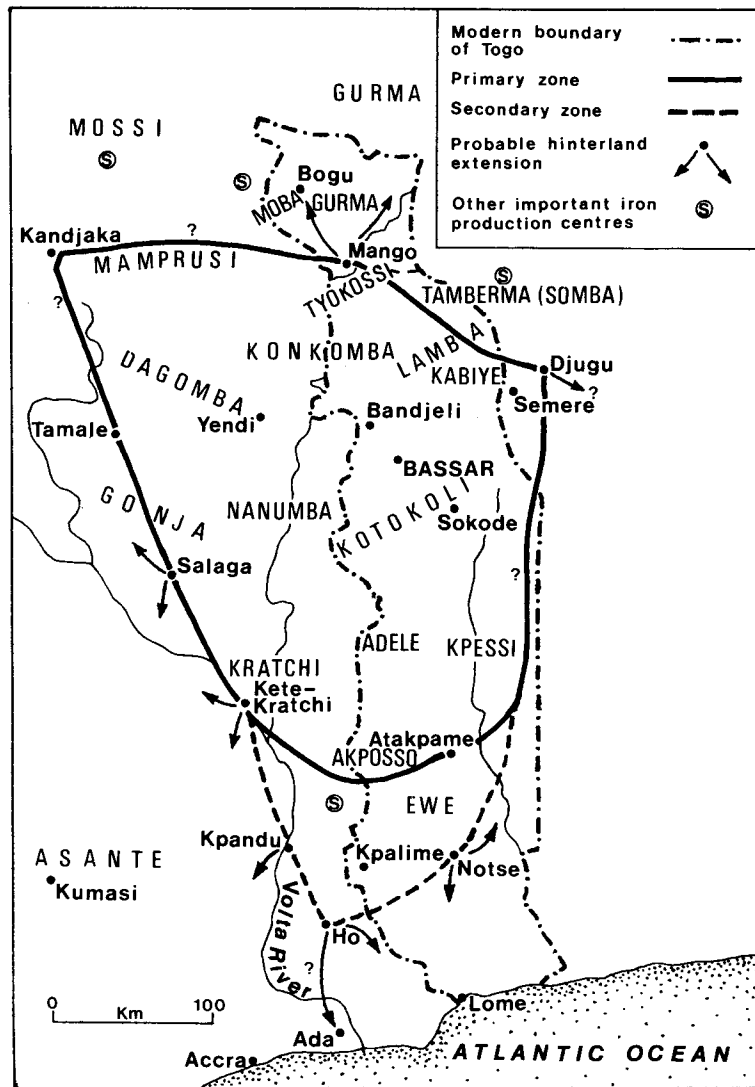 Modern boundary
of Togo
Primary zone
Secondary zone
Probable hinterland
extension
Other important iron
production centres
S
GURMA
MOSSI
S
S
Bogu
MOBA
GURMA
Kandjaka
?
MAMPRUSI
Mango
TYOKOSSI
S
TAMBERMA (SOMBA)
?
KONKOMBA
LAMBA
DAGOMBA
KABIYE
Djugu
?
Semere
Yendi
Bandjeli
Tamale
BASSAR
GONJA
NANUMBA
KOTOKOLI
Sokode
Salaga
?
ADELE
KPESSI
KRATCHI
Kete-
Kratchi
Atakpame
AKPOSSO
S
EWE
Kpandu
ASANTE
Kpalime
Notse
Kumasi
Volta River
Ho
?
0 100
Km
Lome
Ada
Accra
ATLANTIC OCEAN